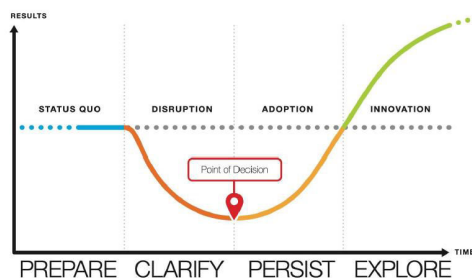 RESULTS
STATUS QUO DISRUPTION ADOPTION INNOVATION
Point of Decision
TIME
PREPARE CLARIFY PERSIST EXPLORE